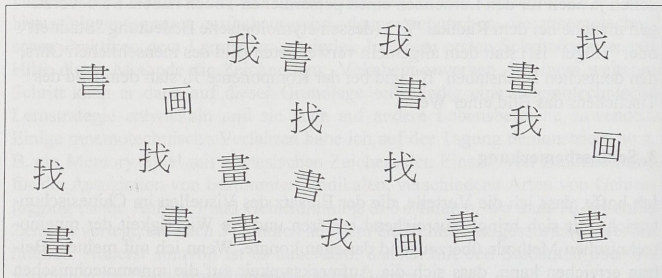 我 書 我 找
書 画 書 畫
找 我 画
找 找 畫 書 找
畫 書 畫 我 画 書 畫